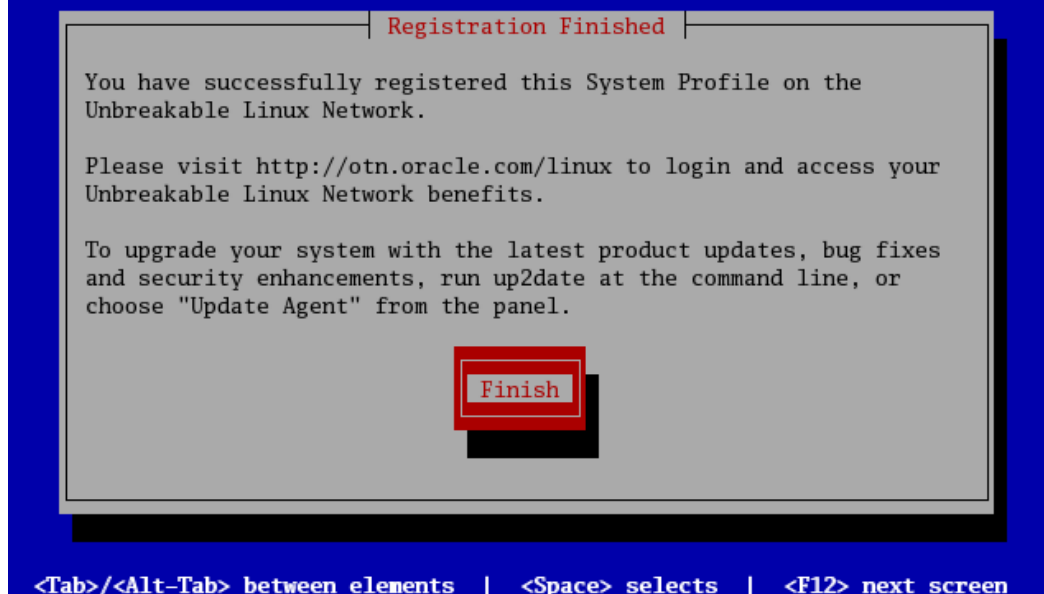 Registration Finished
You have successfully registered this System Profile on the
Unbreakable Linux Network.
Please visit http://otn.oracle.com/linux to login and access your
Unbreakable Linux Network benefits.
To upgrade your system with the latest product updates, bug fixes
and security enhancements, run up2date at the command line, or
choose "Update Agent" from the panel.
Finish
<Tab>/<Alt-Tab> between elements | <Space> selects | <F12> next screen